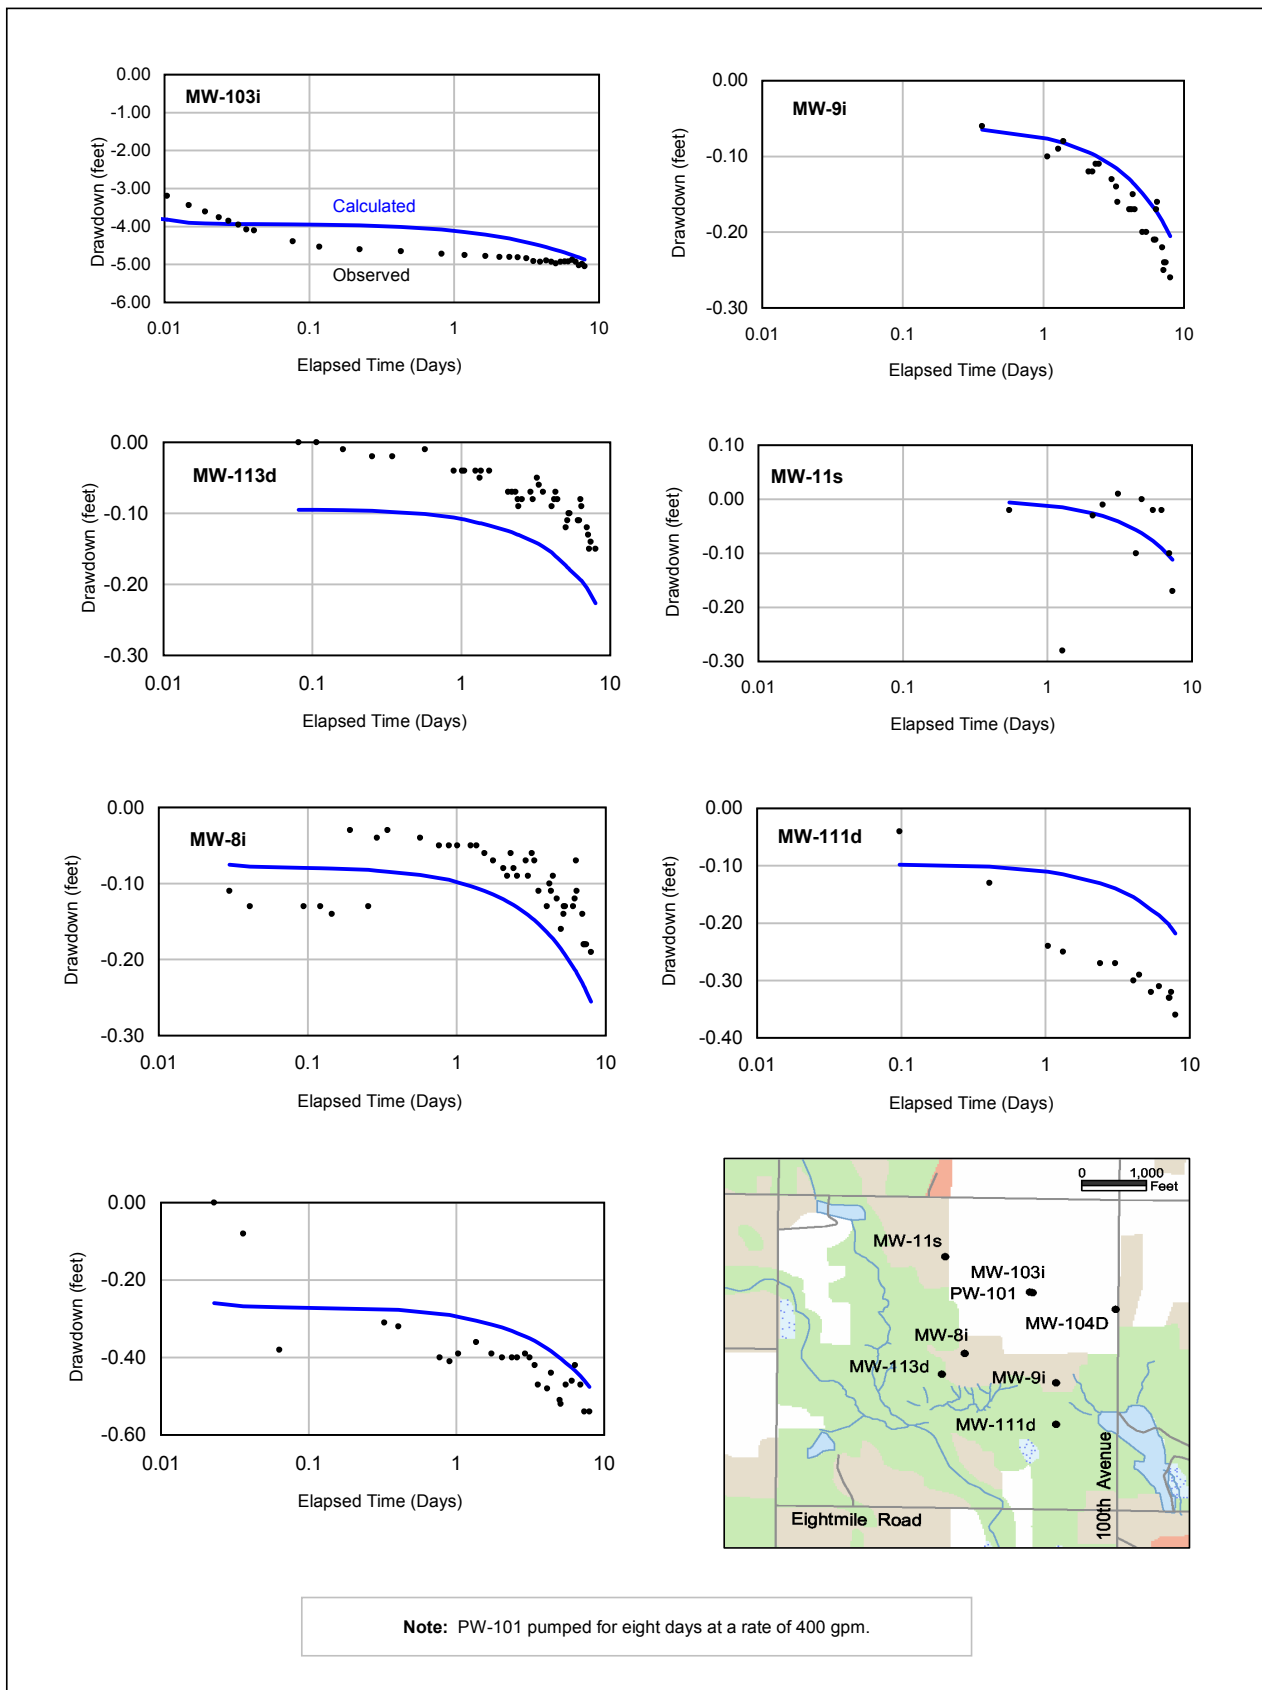 0.00
-1.00
-2.00
-3.00
-4.00
-5.00
-6.00
Drawdown (feet)
MW-103i
Calculated
Observed
0.01
0.1
1
10
Elapsed Time (Days)
0.00
-0.10
-0.20
-0.30
Drawdown (feet)
MW-9i
0.01
0.1
1
10
Elapsed Time (Days)
0.00
-0.10
-0.20
-0.30
Drawdown (feet)
MW-113d
0.01
0.1
1
10
Elapsed Time (Days)
0.10
0.00
-0.10
-0.20
-0.30
Drawdown (feet)
MW-11s
0.01
0.1
1
10
Elapsed Time (Days)
0.00
-0.10
-0.20
-0.30
Drawdown (feet)
MW-8i
0.01
0.1
1
10
Elapsed Time (Days)
0.00
-0.10
-0.20
-0.30
-0.40
Drawdown (feet)
MW-111d
0.01
0.1
1
10
Elapsed Time (Days)
0.00
-0.20
-0.40
-0.60
Drawdown (feet)
0.01
0.1
1
10
Elapsed Time (Days)
0 1,000
Feet
MW-11s
MW-103i
PW-101
MW-104D
MW-8i
MW-113d
MW-9i
MW-111d
100th Avenue
Eightmile Road
Note: PW-101 pumped for eight days at a rate of 400 gpm.